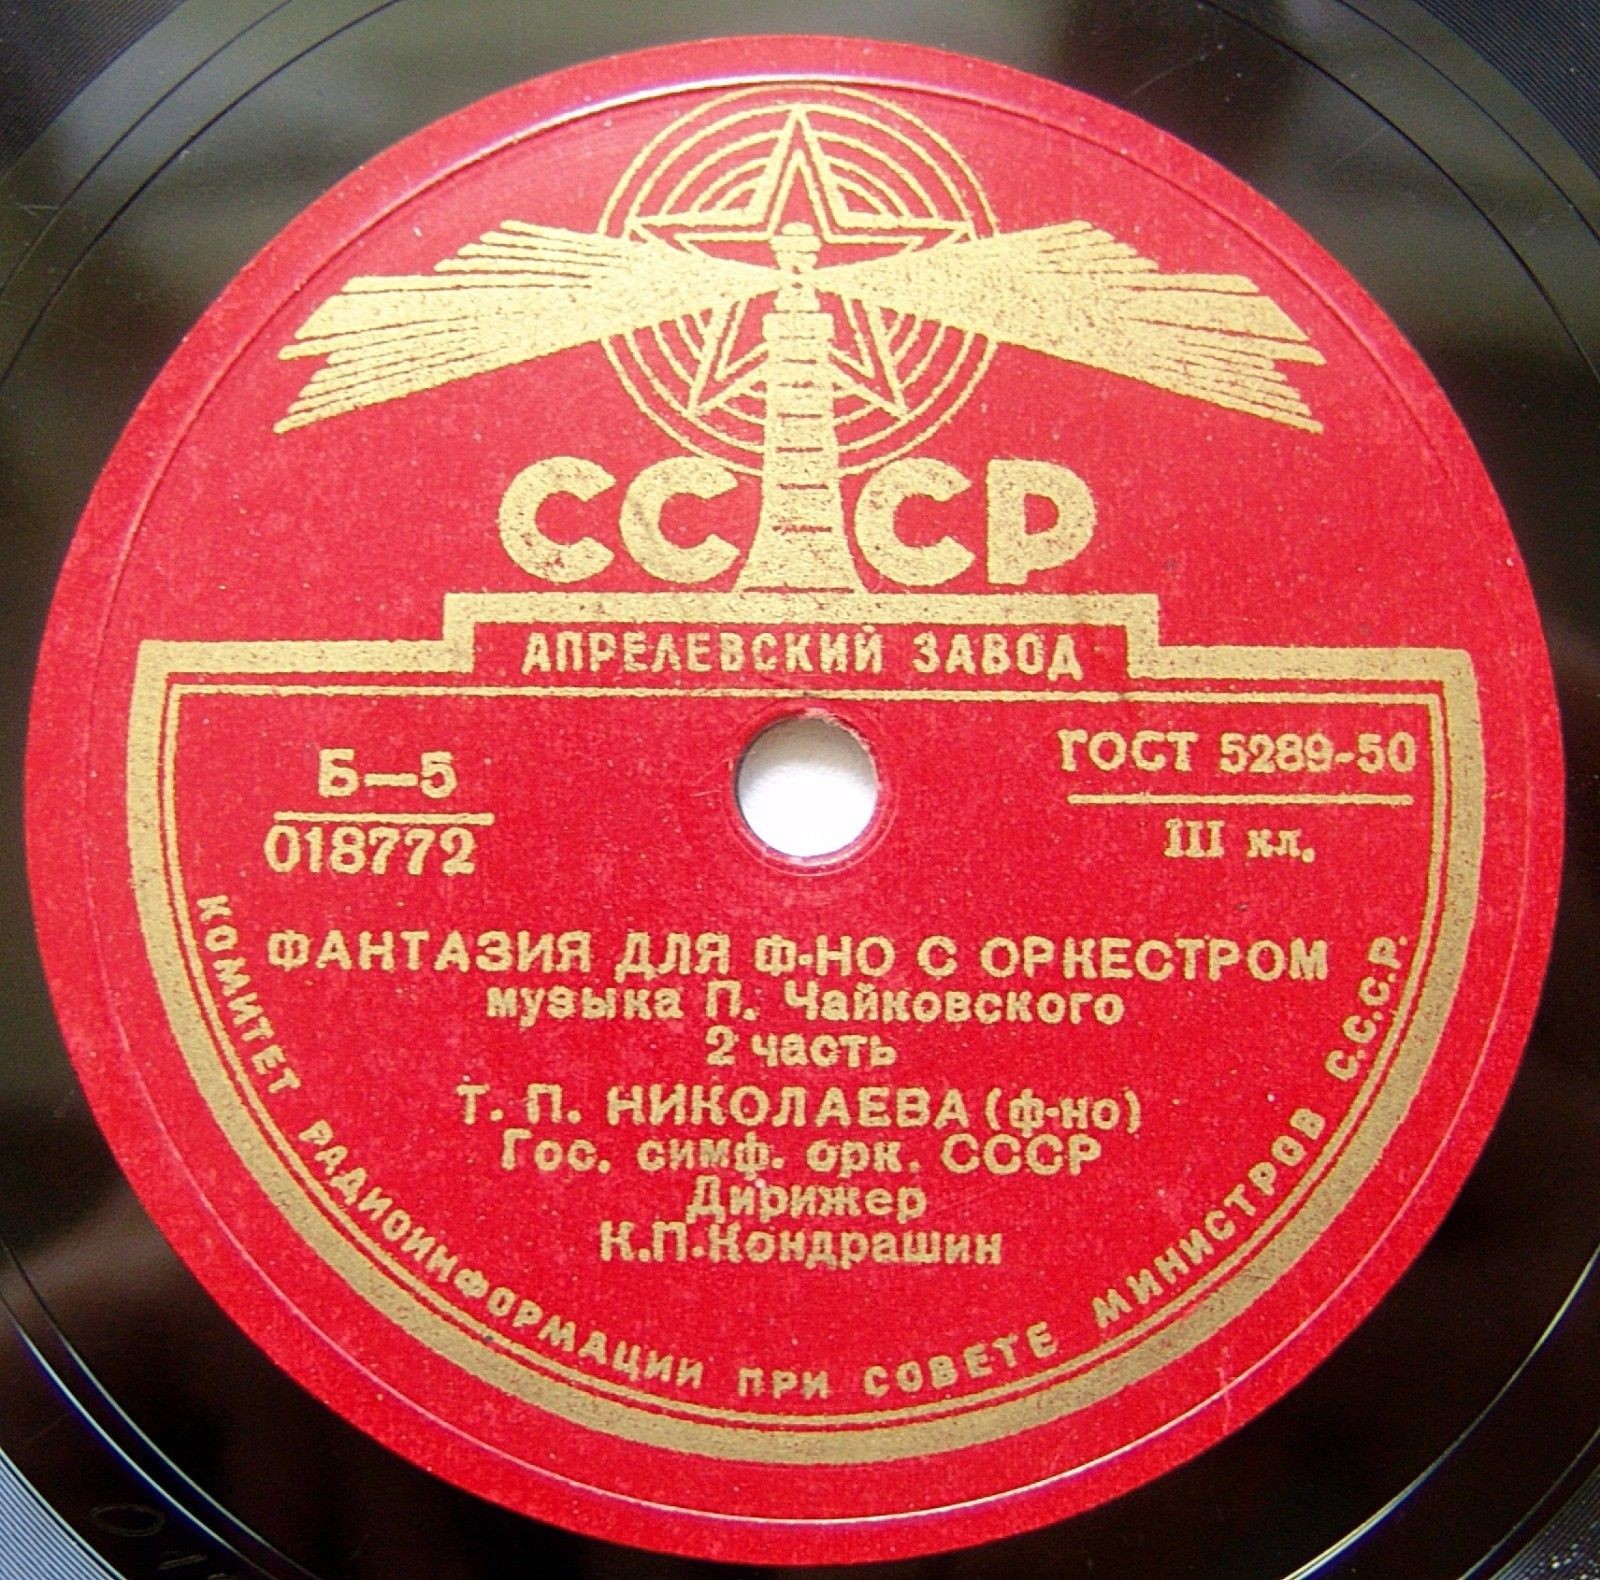 СССР
АПРЕЛЕВСКИЙ ЗАВОД
Б—5
018772
ГОСТ 5289-50
III кл.
ФАНТАЗИЯ ДЛЯ Ф-НО С ОРКЕСТРОМ
музыка П. Чайковского
2 часть
Т. П. НИКОЛАЕВА (ф-но)
Гос. симф. орк. СССР
Дирижер
К.П.Кондрашин
КОМИТЕТ РАДИОИНФОРМАЦИИ ПРИ СОВЕТЕ МИНИСТРОВ С.С.С.Р.